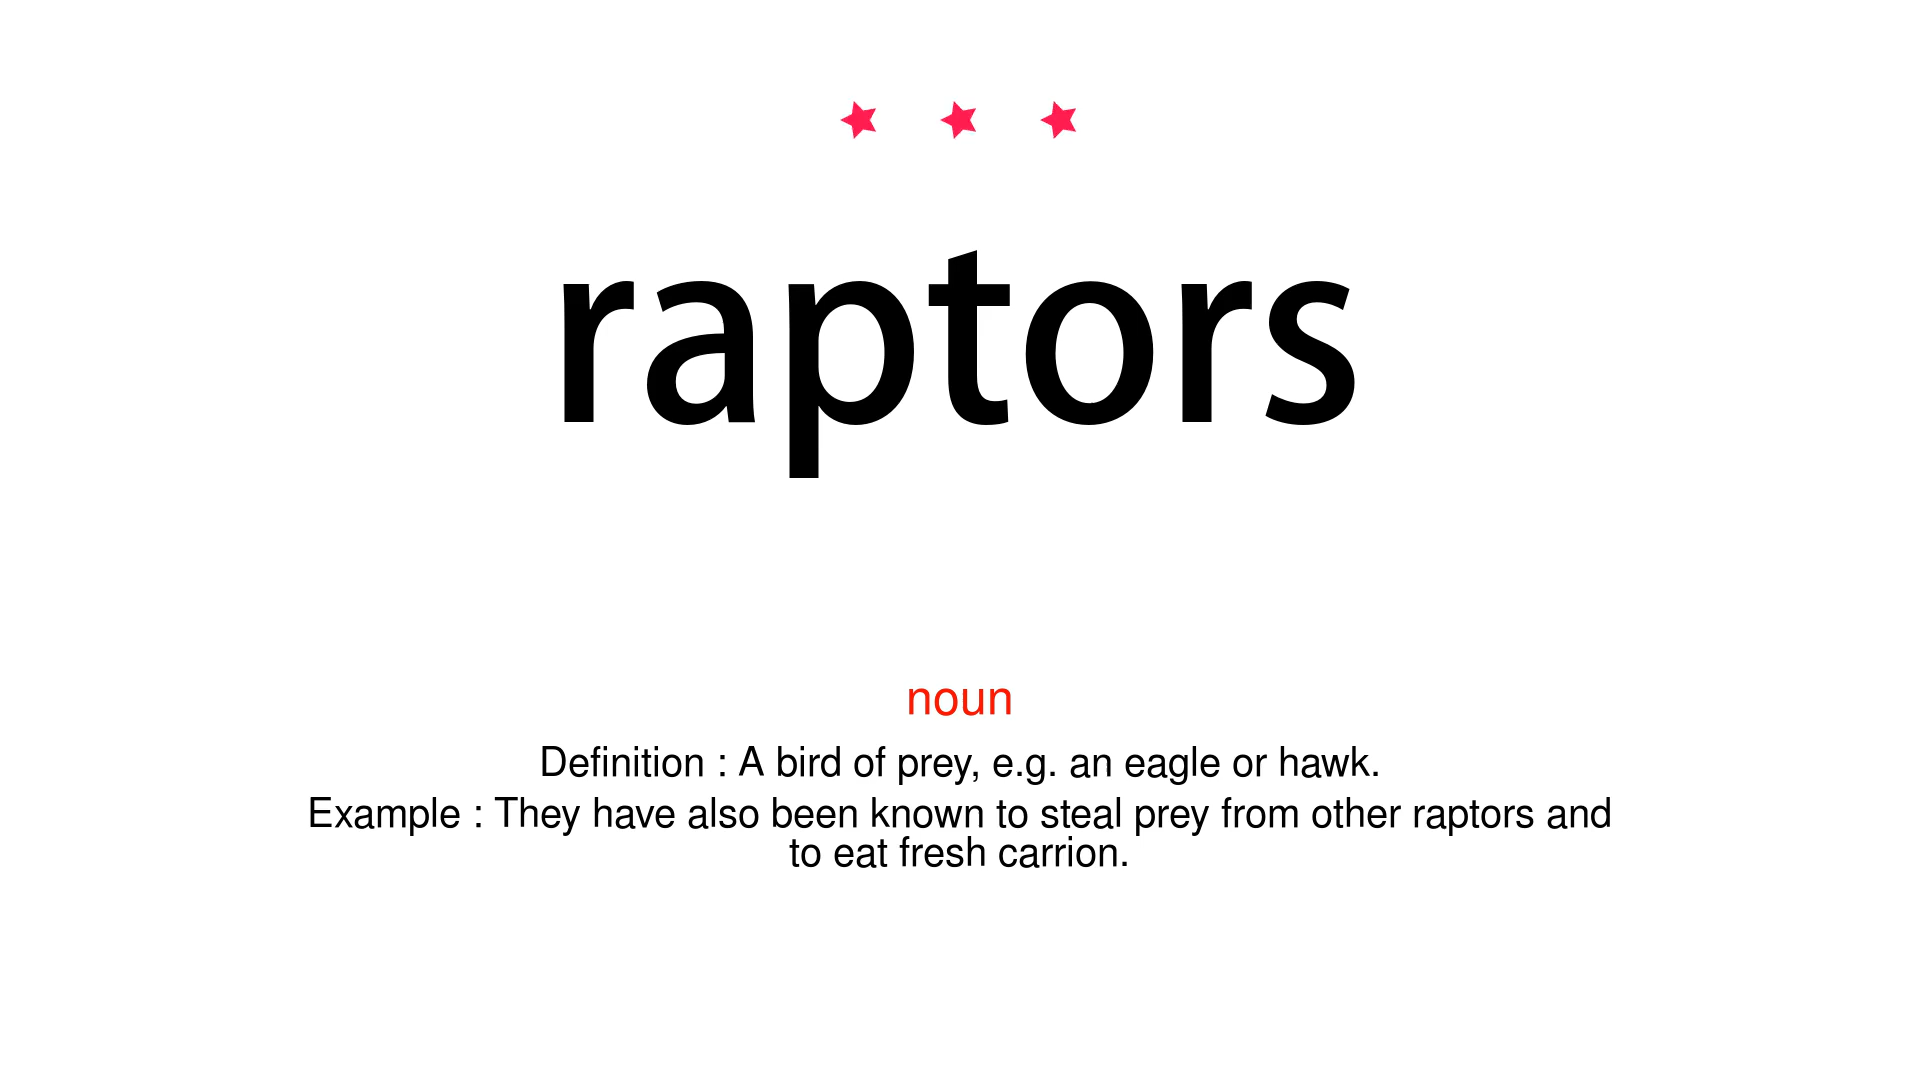 raptors
noun
Definition : A bird of prey, e.g. an eagle or hawk.
Example : They have also been known to steal prey from other raptors and
to eat fresh carrion.